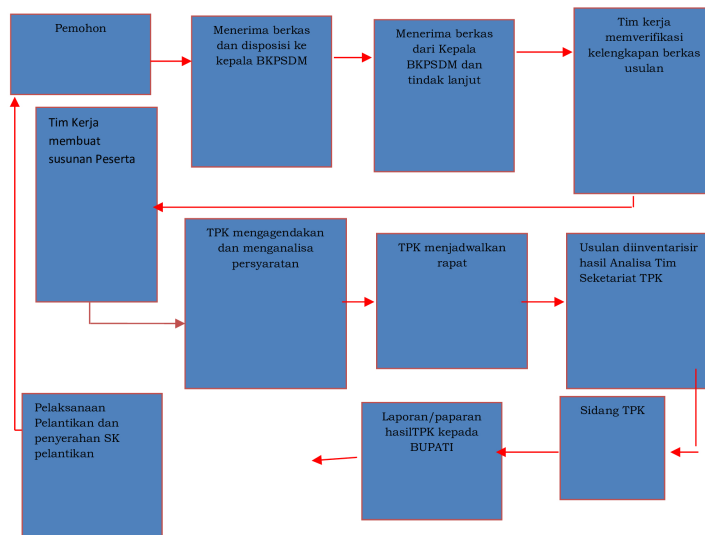 Pemohon
Menerima berkas
dan disposisi ke
kepala BKPSDM
Menerima berkas
dari Kepala
BKPSDM dan
tindak lanjut
Tim kerja
memverifikasi
kelengkapan berkas
usulan
Tim Kerja
membuat
susunan Peserta
TPK mengagendakan
dan menganalisa
persyaratan
TPK menjadwalkan
rapat
Usulan diinventarisir
hasil Analisa Tim
Seketariat TPK
Sidang TPK
Laporan/paparan
hasilTPK kepada
BUPATI
Pelaksanaan
Pelantikan dan
penyerahan SK
pelantikan